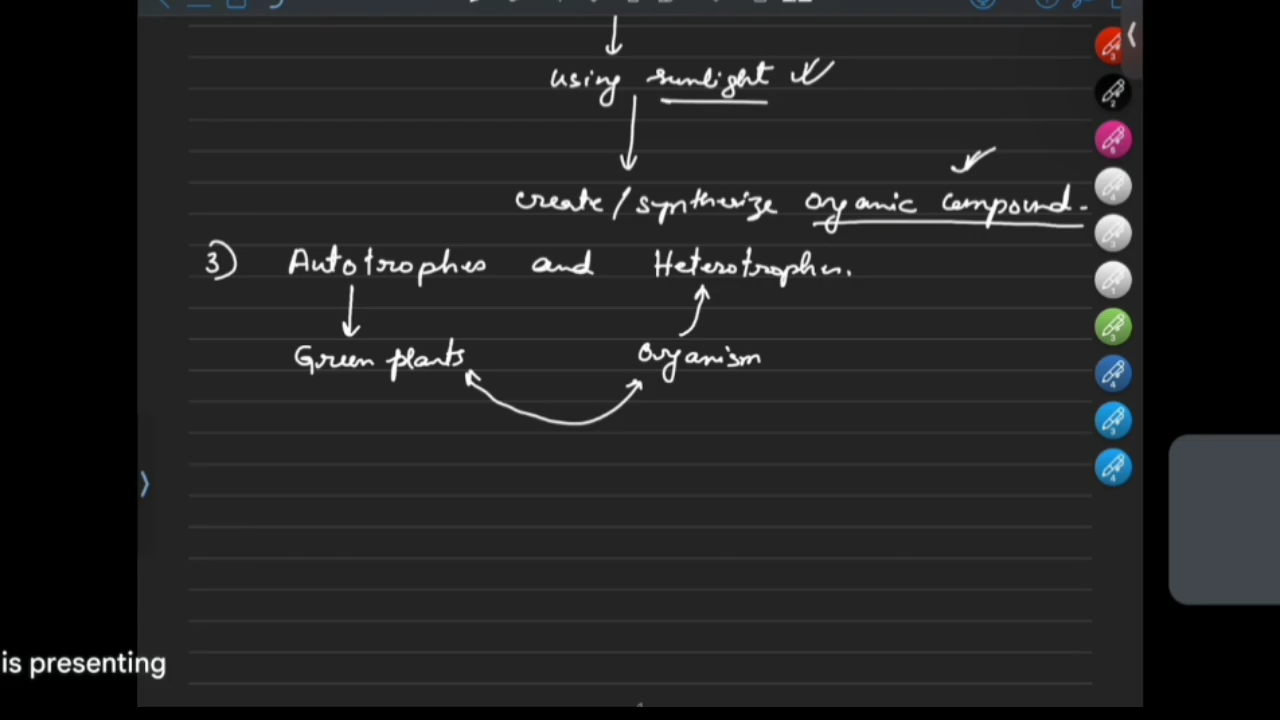 using sunlight
create/synthesize organic compound.
3) Autotrophes and Heterotrophes.
Green plants Organism
is presenting